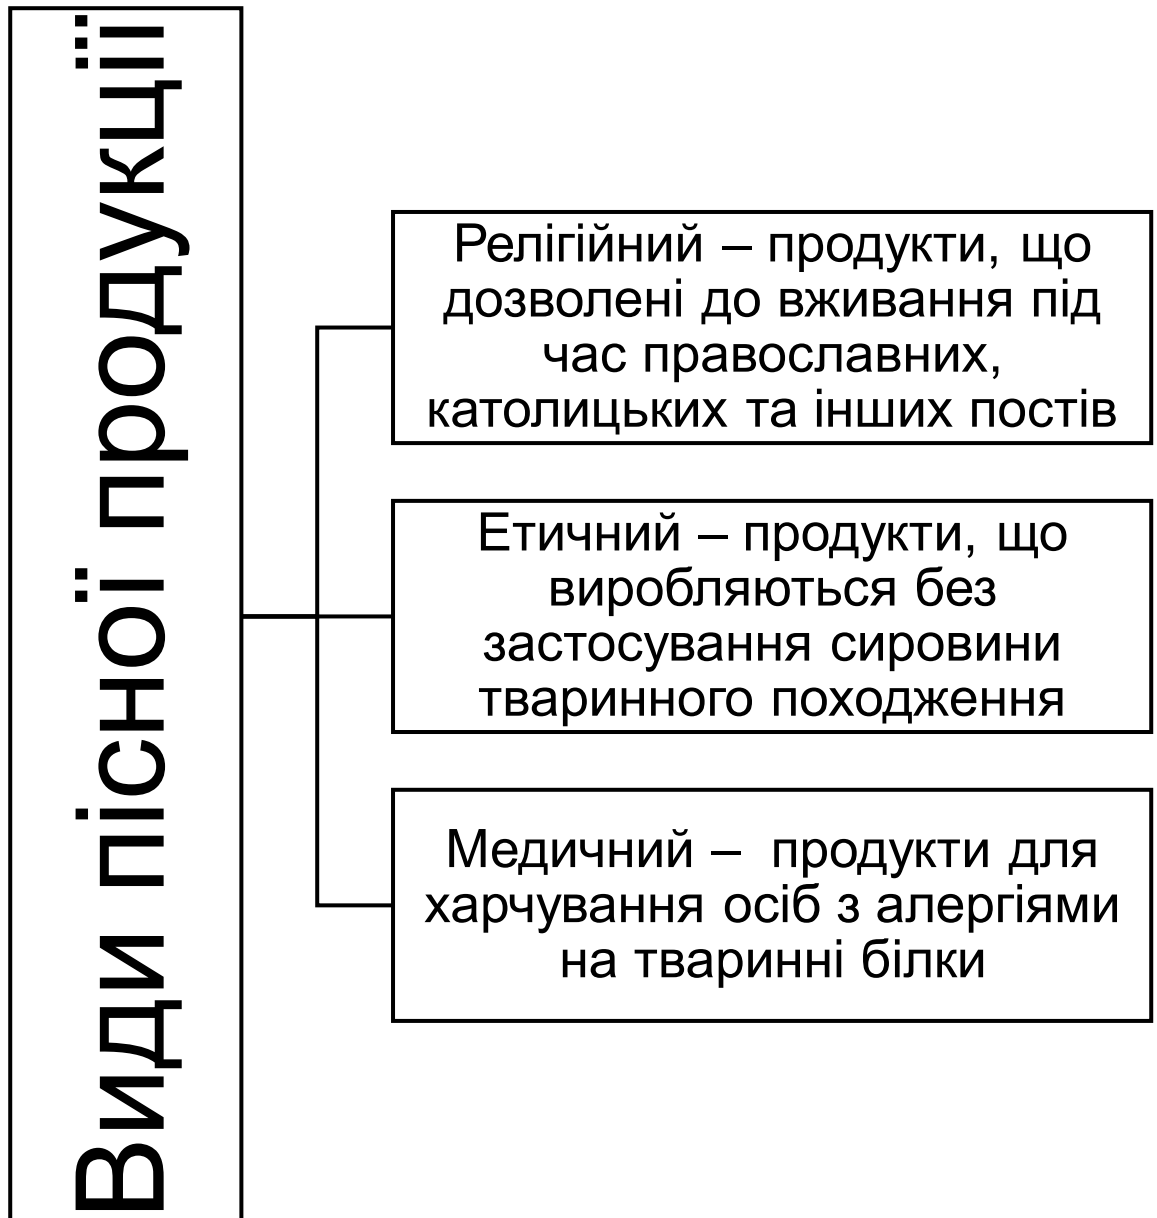 Види пісної продукції
Релігійний – продукти, що
дозволені до вживання під
час православних,
католицьких та інших постів
Етичний – продукти, що
виробляються без
застосування сировини
тваринного походження
Медичний –  продукти для
харчування осіб з алергіями
на тваринні білки